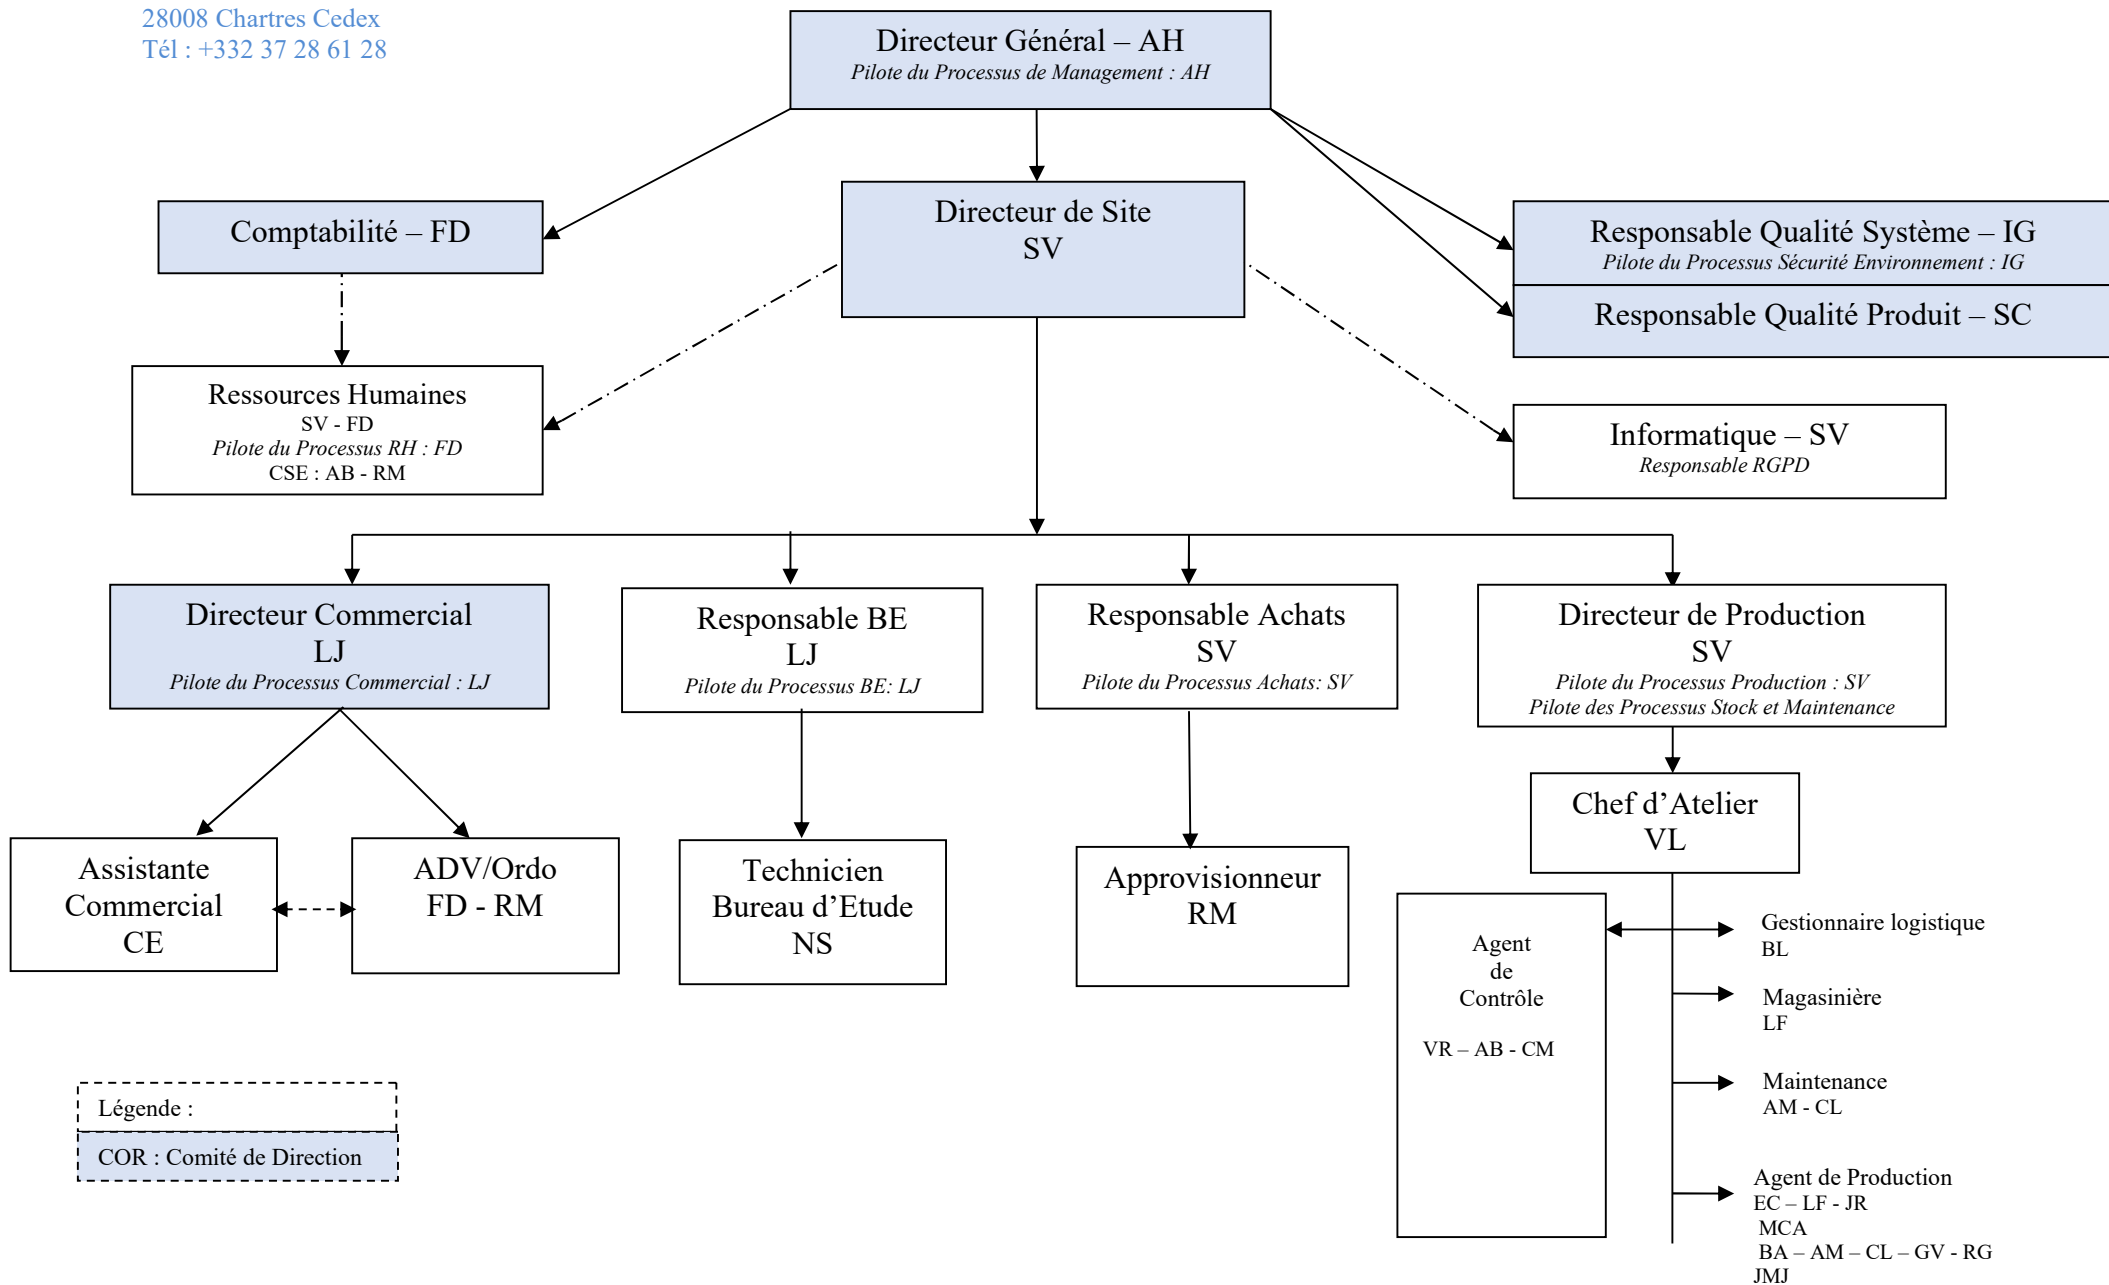 28008 Chartres Cedex
Tél : +332 37 28 61 28
Directeur Général – AH
Pilote du Processus de Management : AH
Comptabilité – FD
Directeur de Site
SV
Responsable Qualité Système – IG
Pilote du Processus Sécurité Environnement : IG
Responsable Qualité Produit – SC
Ressources Humaines
SV - FD
Pilote du Processus RH : FD
CSE : AB - RM
Informatique – SV
Responsable RGPD
Directeur Commercial
LJ
Pilote du Processus Commercial : LJ
Responsable BE
LJ
Pilote du Processus BE: LJ
Responsable Achats
SV
Pilote du Processus Achats: SV
Directeur de Production
SV
Pilote du Processus Production : SV
Pilote des Processus Stock et Maintenance
Chef d’Atelier
VL
Assistante
Commercial
CE
ADV/Ordo
FD - RM
Technicien
Bureau d’Etude
NS
Approvisionneur
RM
Agent
de
Contrôle
VR – AB - CM
Gestionnaire logistique
BL
Magasinière
LF
Maintenance
AM - CL
Agent de Production
EC – LF - JR
MCA
BA – AM – CL – GV - RG
JMJ
Légende :
COR : Comité de Direction